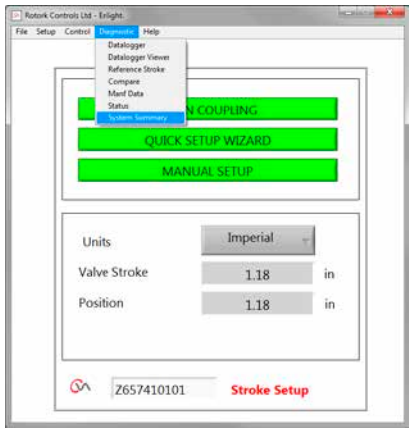 Rotork Controls Ltd - Enlight.
File Setup Control Diagnostic Help
Datalogger
Datalogger Viewer
Reference Stroke
Compare
Manf Data
Status
System Summary
N COUPLING
QUICK SETUP WIZARD
MANUAL SETUP
Units Imperial
Valve Stroke 1.18 in
Position 1.18 in
Z657410101 Stroke Setup